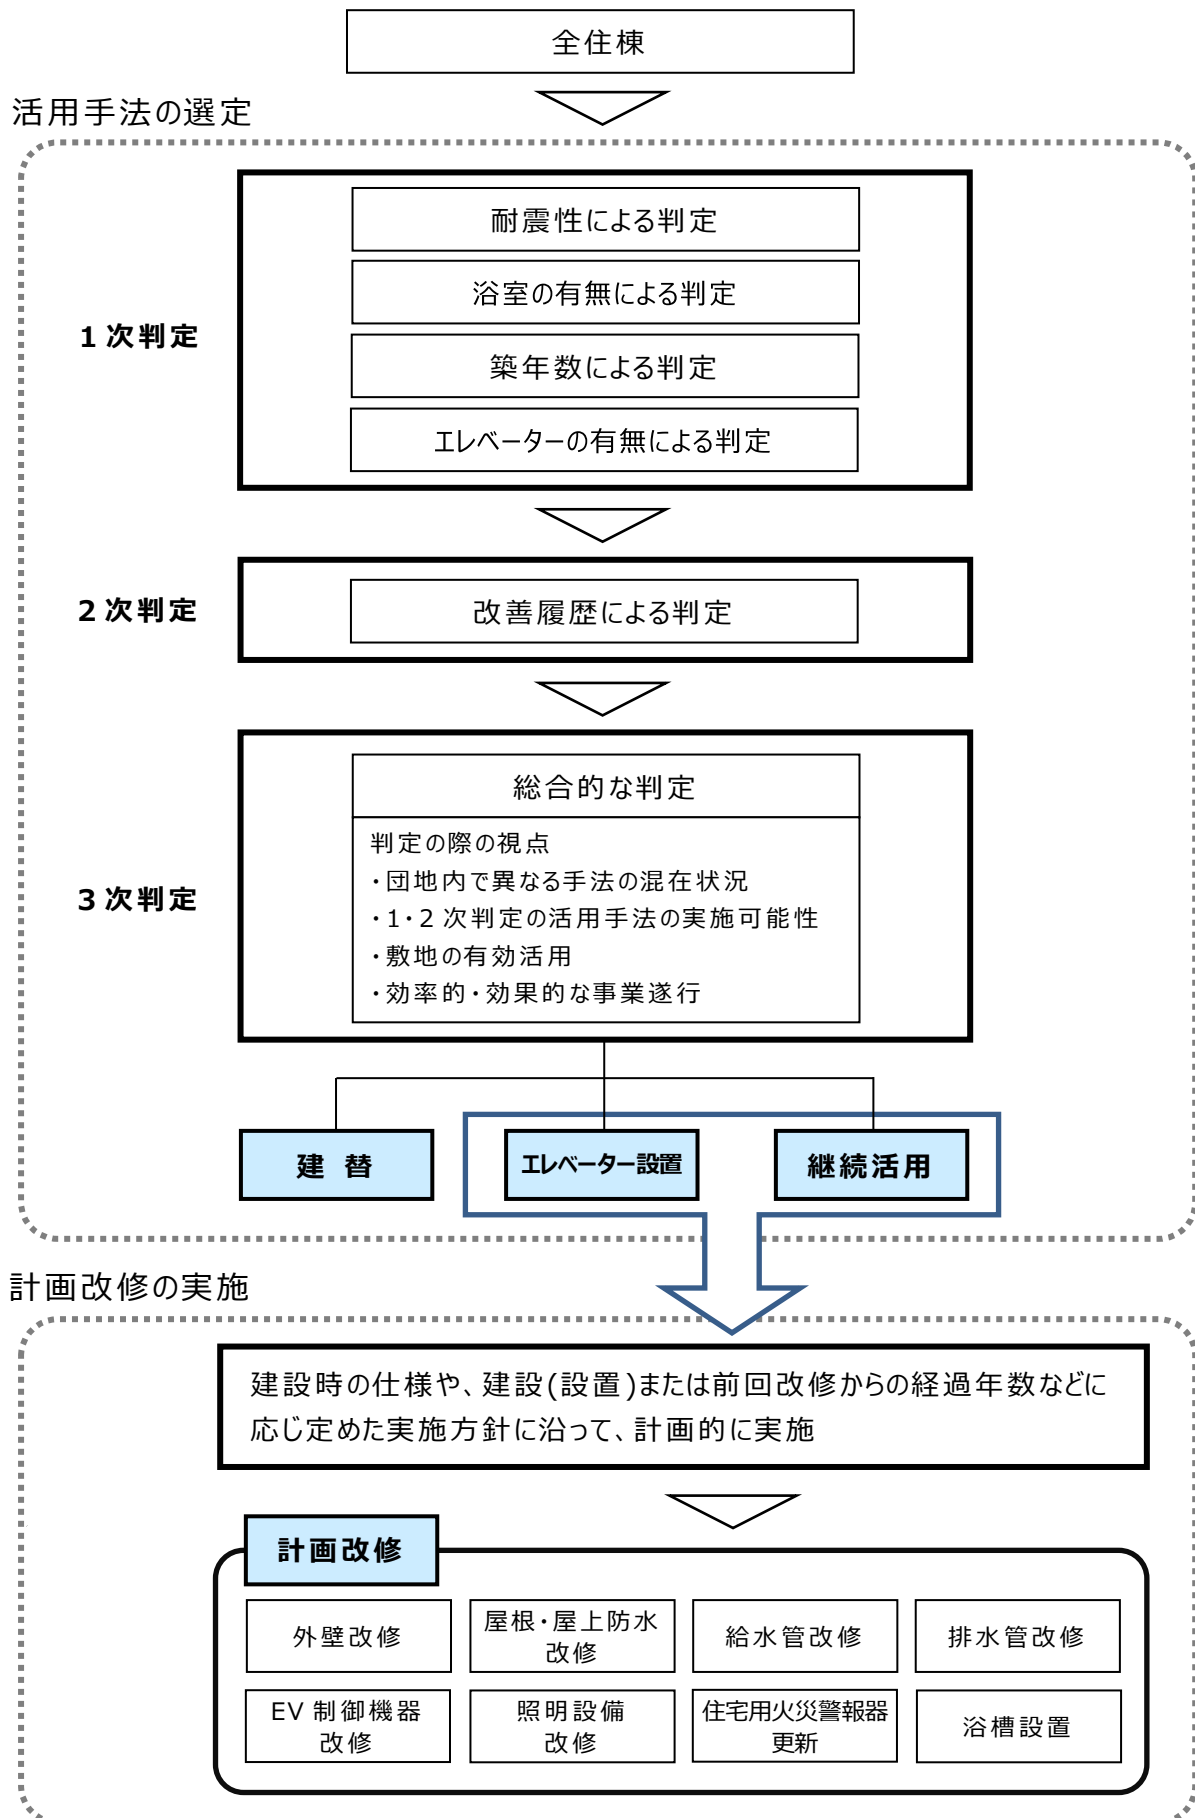 全住棟
活用手法の選定
1次判定
耐震性による判定
浴室の有無による判定
築年数による判定
エレベーターの有無による判定
2次判定
改善履歴による判定
3次判定
総合的な判定
判定の際の視点
・団地内で異なる手法の混在状況
・1・2次判定の活用手法の実施可能性
・敷地の有効活用
・効率的・効果的な事業遂行
建 替
エレベーター設置
継続活用
計画改修の実施
建設時の仕様や、建設(設置)または前回改修からの経過年数などに
応じ定めた実施方針に沿って、計画的に実施
計画改修
外壁改修
屋根・屋上防水
改修
給水管改修
排水管改修
EV制御機器
改修
照明設備
改修
住宅用火災警報器
更新
浴槽設置